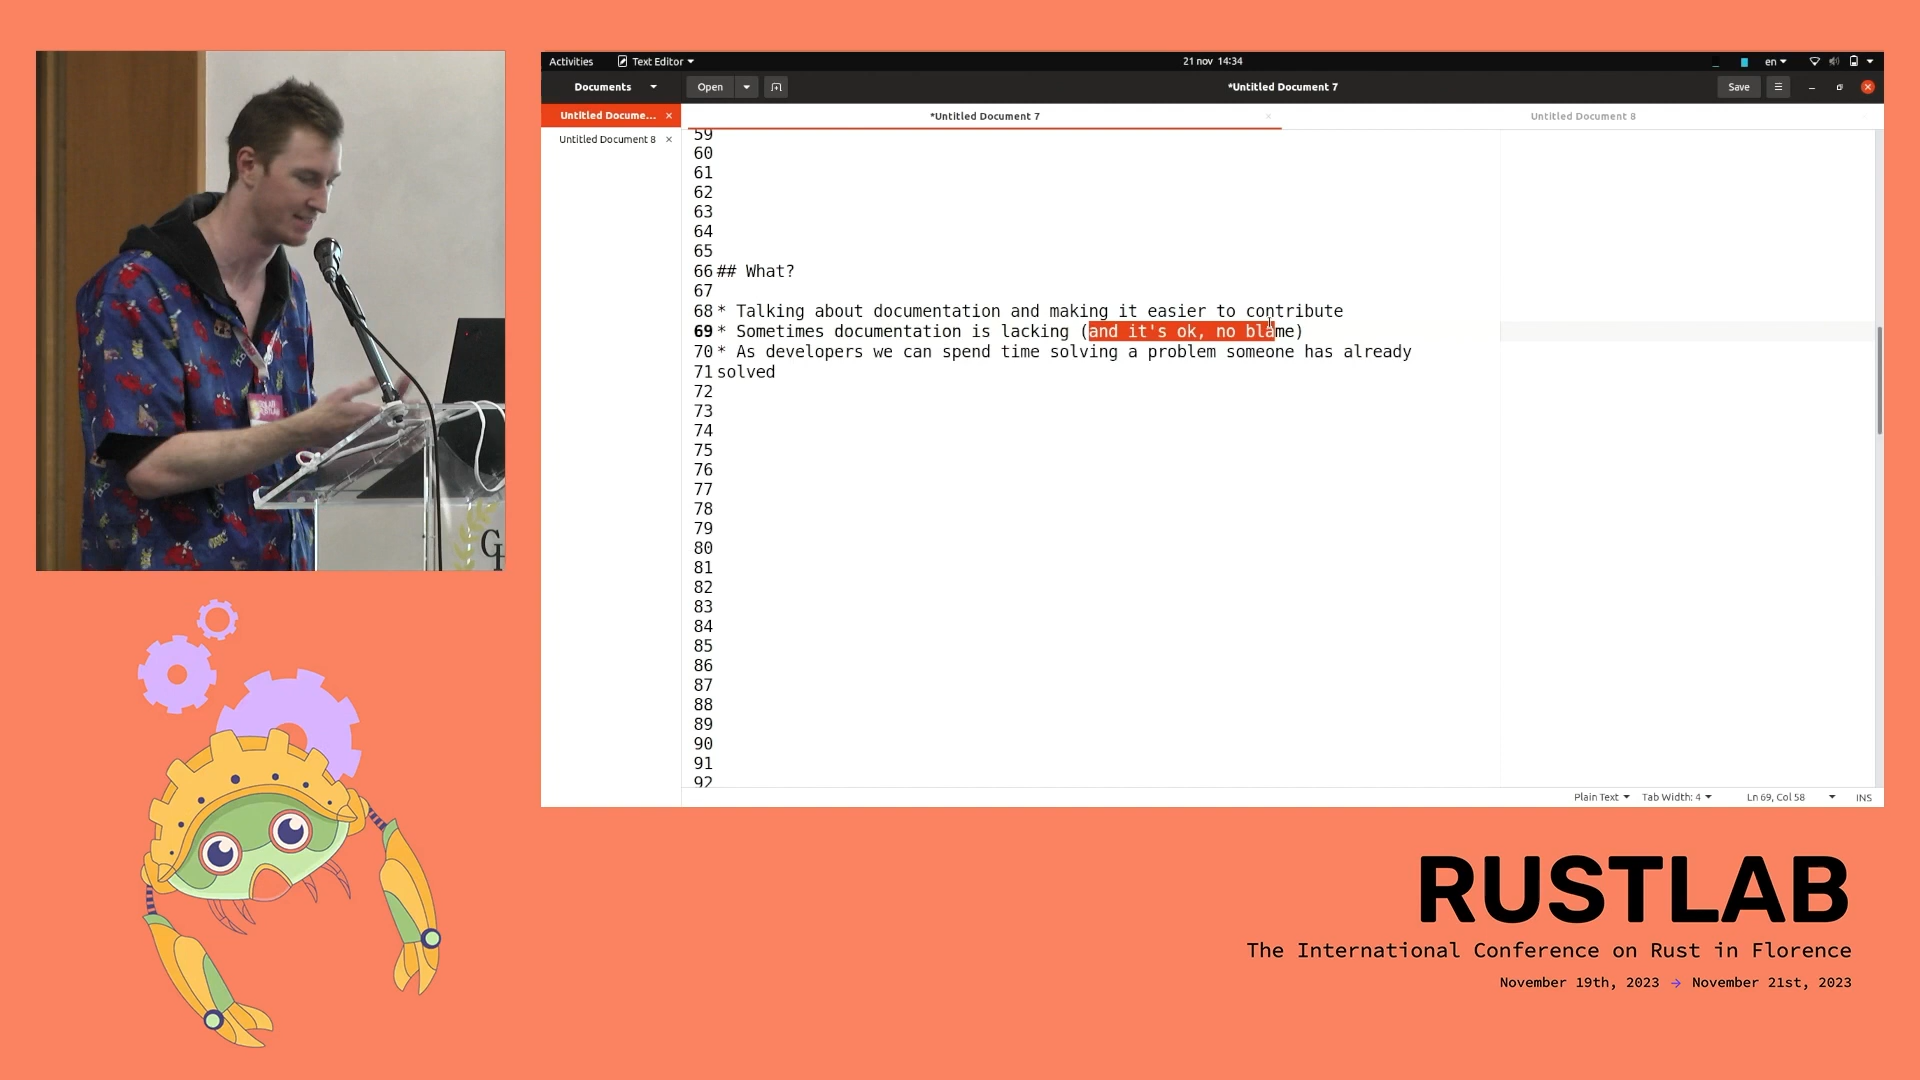 Activities
Text Editor
21 nov 14:34
en
Documents
Open
*Untitled Document 7
Save
Untitled Docume...
*Untitled Document 7
Untitled Document 8
Untitled Document 8
59
60
61
62
63
64
65
66 ## What?
67
68 * Talking about documentation and making it easier to contribute
69 * Sometimes documentation is lacking (and it's ok, no blame)
70 * As developers we can spend time solving a problem someone has already
71 solved
72
73
74
75
76
77
78
79
80
81
82
83
84
85
86
87
88
89
90
91
92
Plain Text
Tab Width: 4
Ln 69, Col 58
INS
RUSTLAB
The International Conference on Rust in Florence
November 19th, 2023 → November 21st, 2023